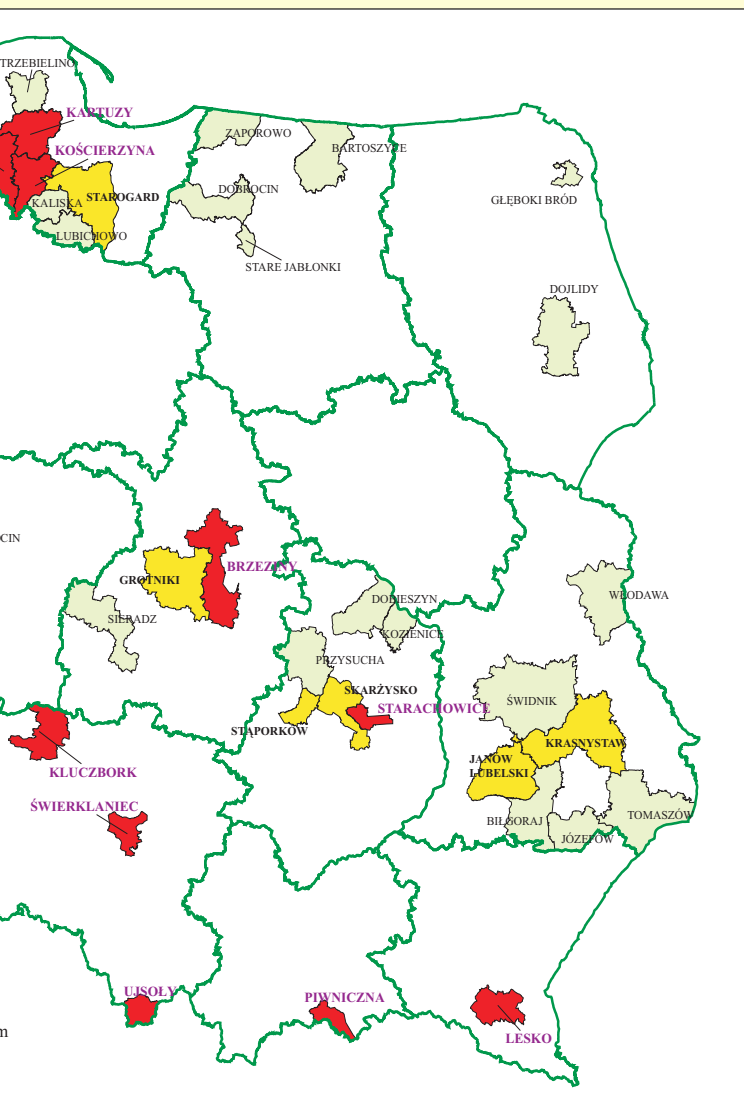 TRZEBIELINO
KARTUZY
ZAPOROWO
BARTOSZYCE
KOŚCIERZYNA
DOBROCIN
STAROGARD
GŁĘBOKI BRÓD
KALISKA
LUBICHOWO
STARE JABŁONKI
DOJLIDY
CIN
BRZEZINY
GROTNIKI
WŁODAWA
DOBIESZYN
SIERADZ
KOZIENICE
PRZYSUCHA
SKARŻYSKO
ŚWIDNIK
STARACHOWICE
STĄPORKÓW
KRASNYSTAW
JANÓW
LUBELSKI
KLUCZBORK
ŚWIERKLANIEC
TOMASZÓW
BIŁGORAJ
JÓZEFÓW
UJSOŁY
PIWNICZNA
m
LESKO